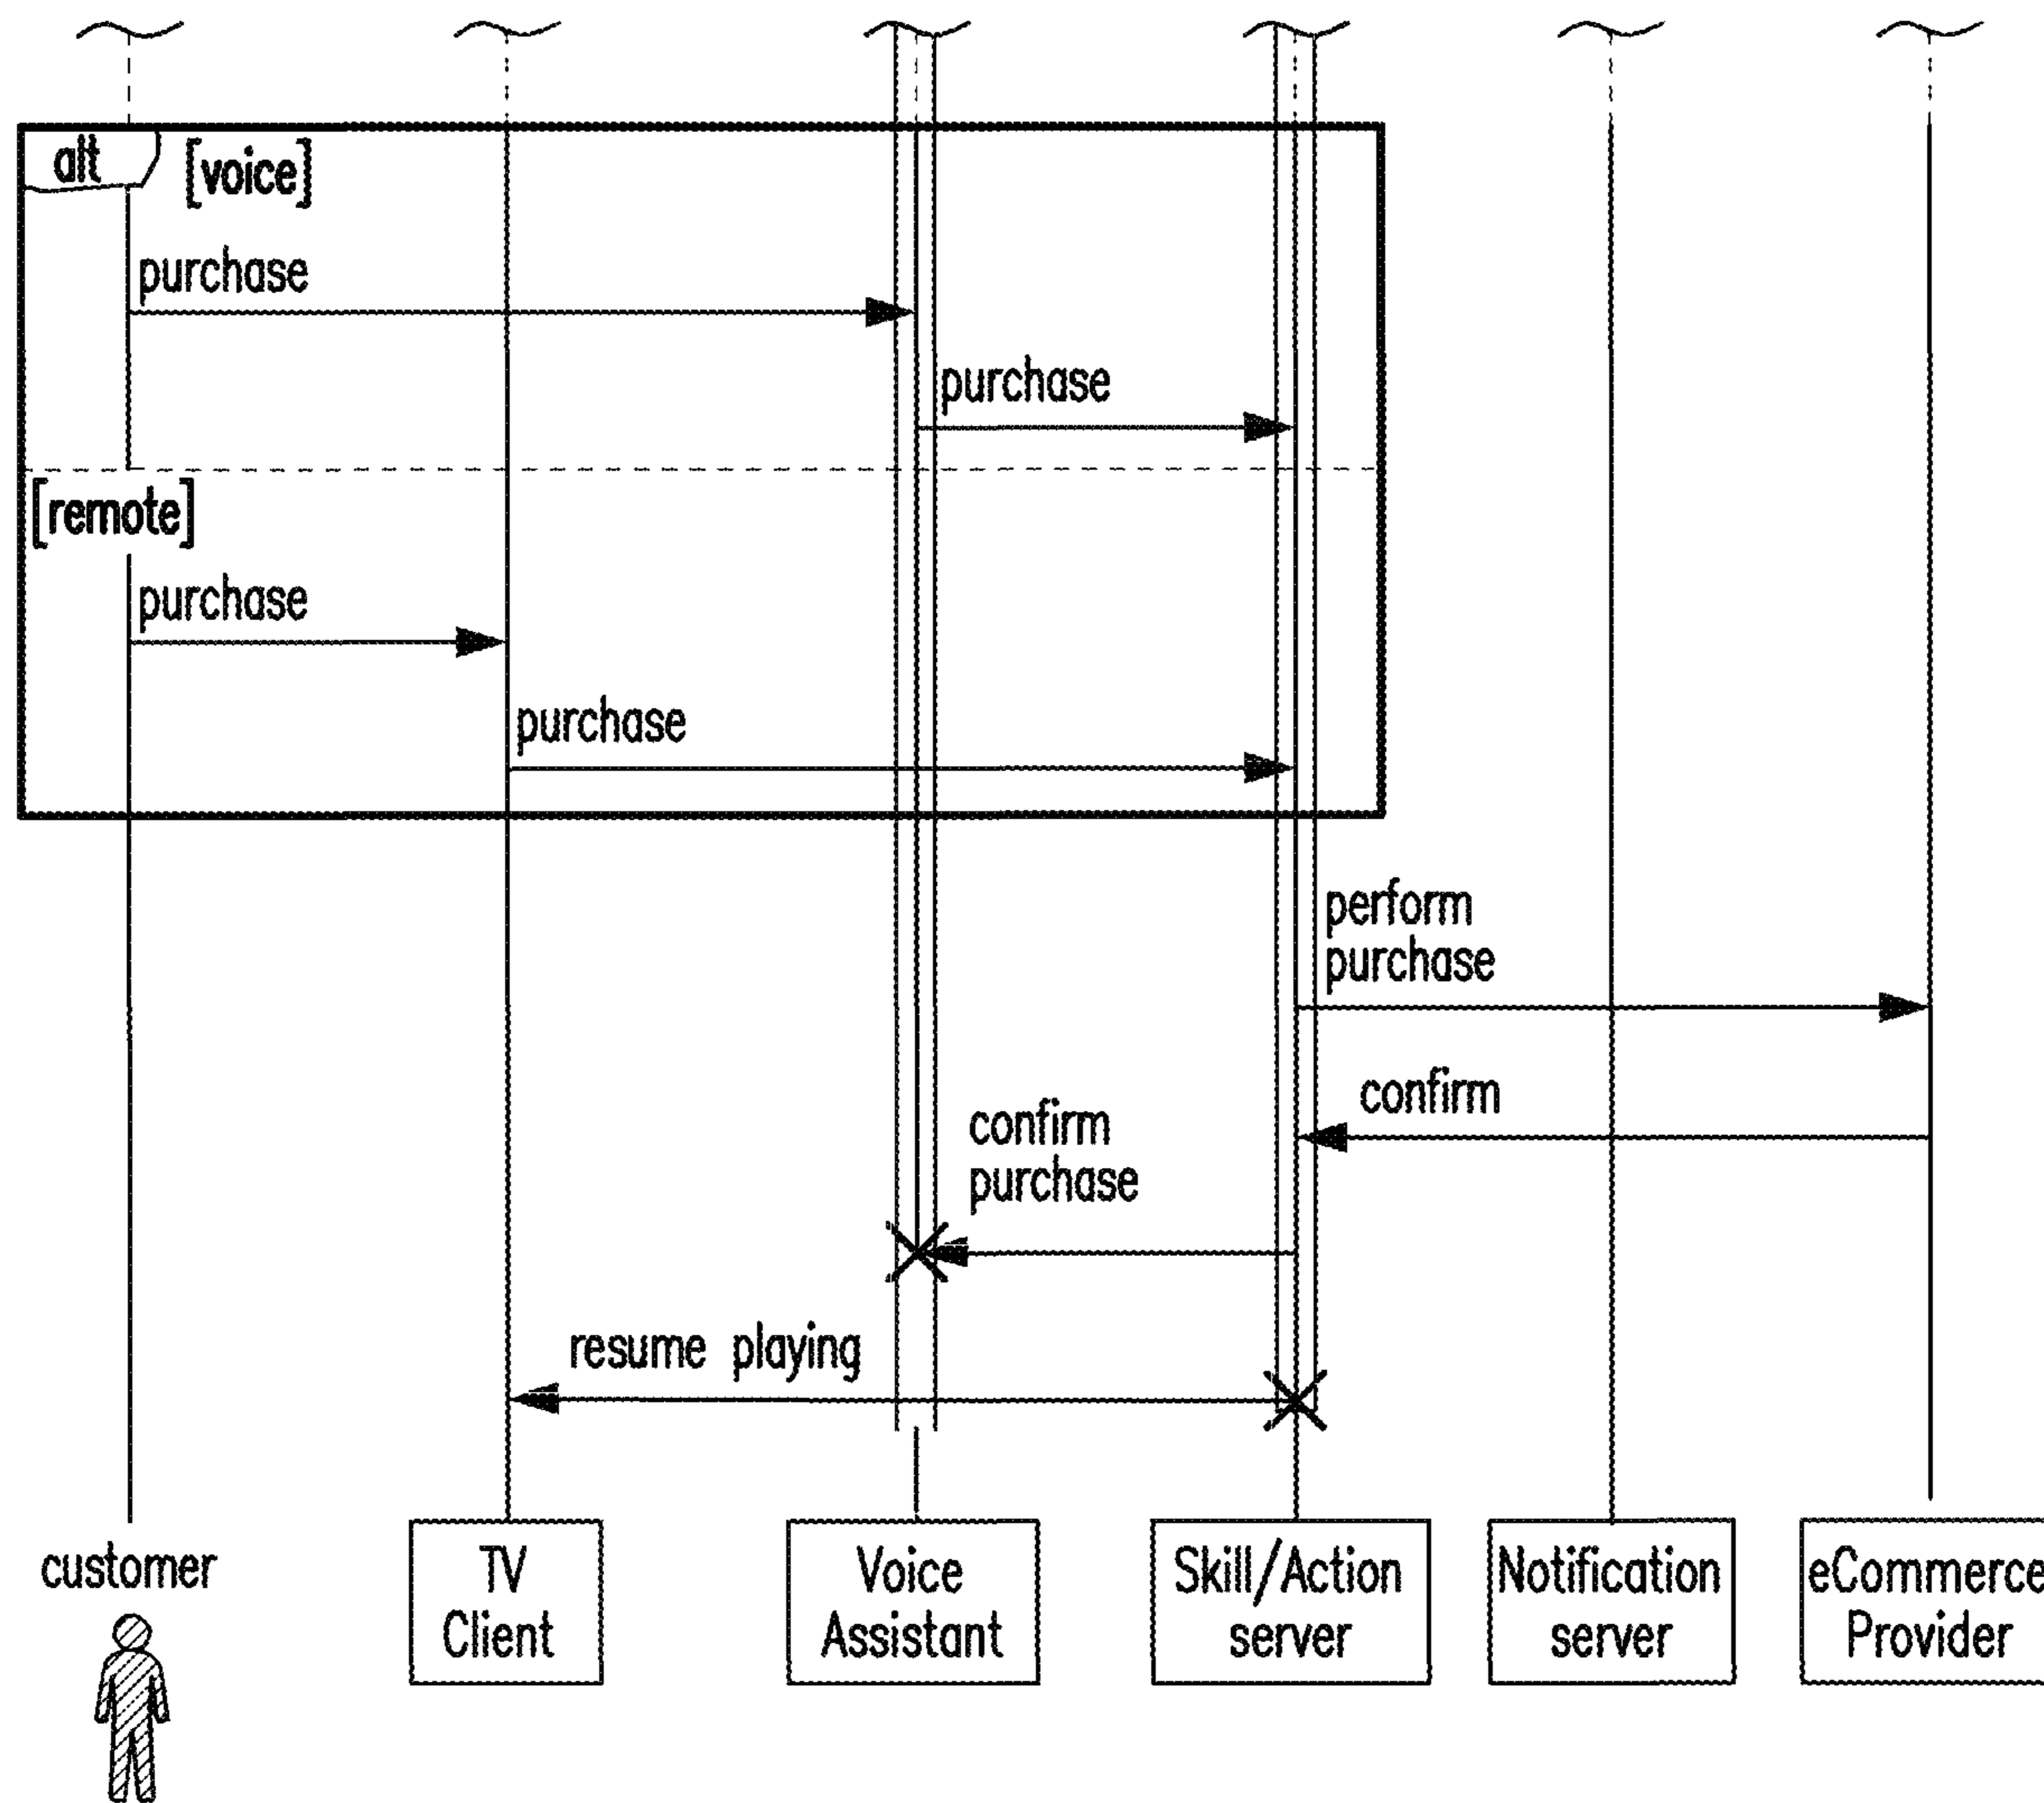 alt [voice]
purchase
purchase
[remote]
purchase
purchase
perform
purchase
confirm
confirm
purchase
resume playing
customer
TV
Client
Voice
Assistant
Skill/Action
server
Notification
server
eCommerce
Provider